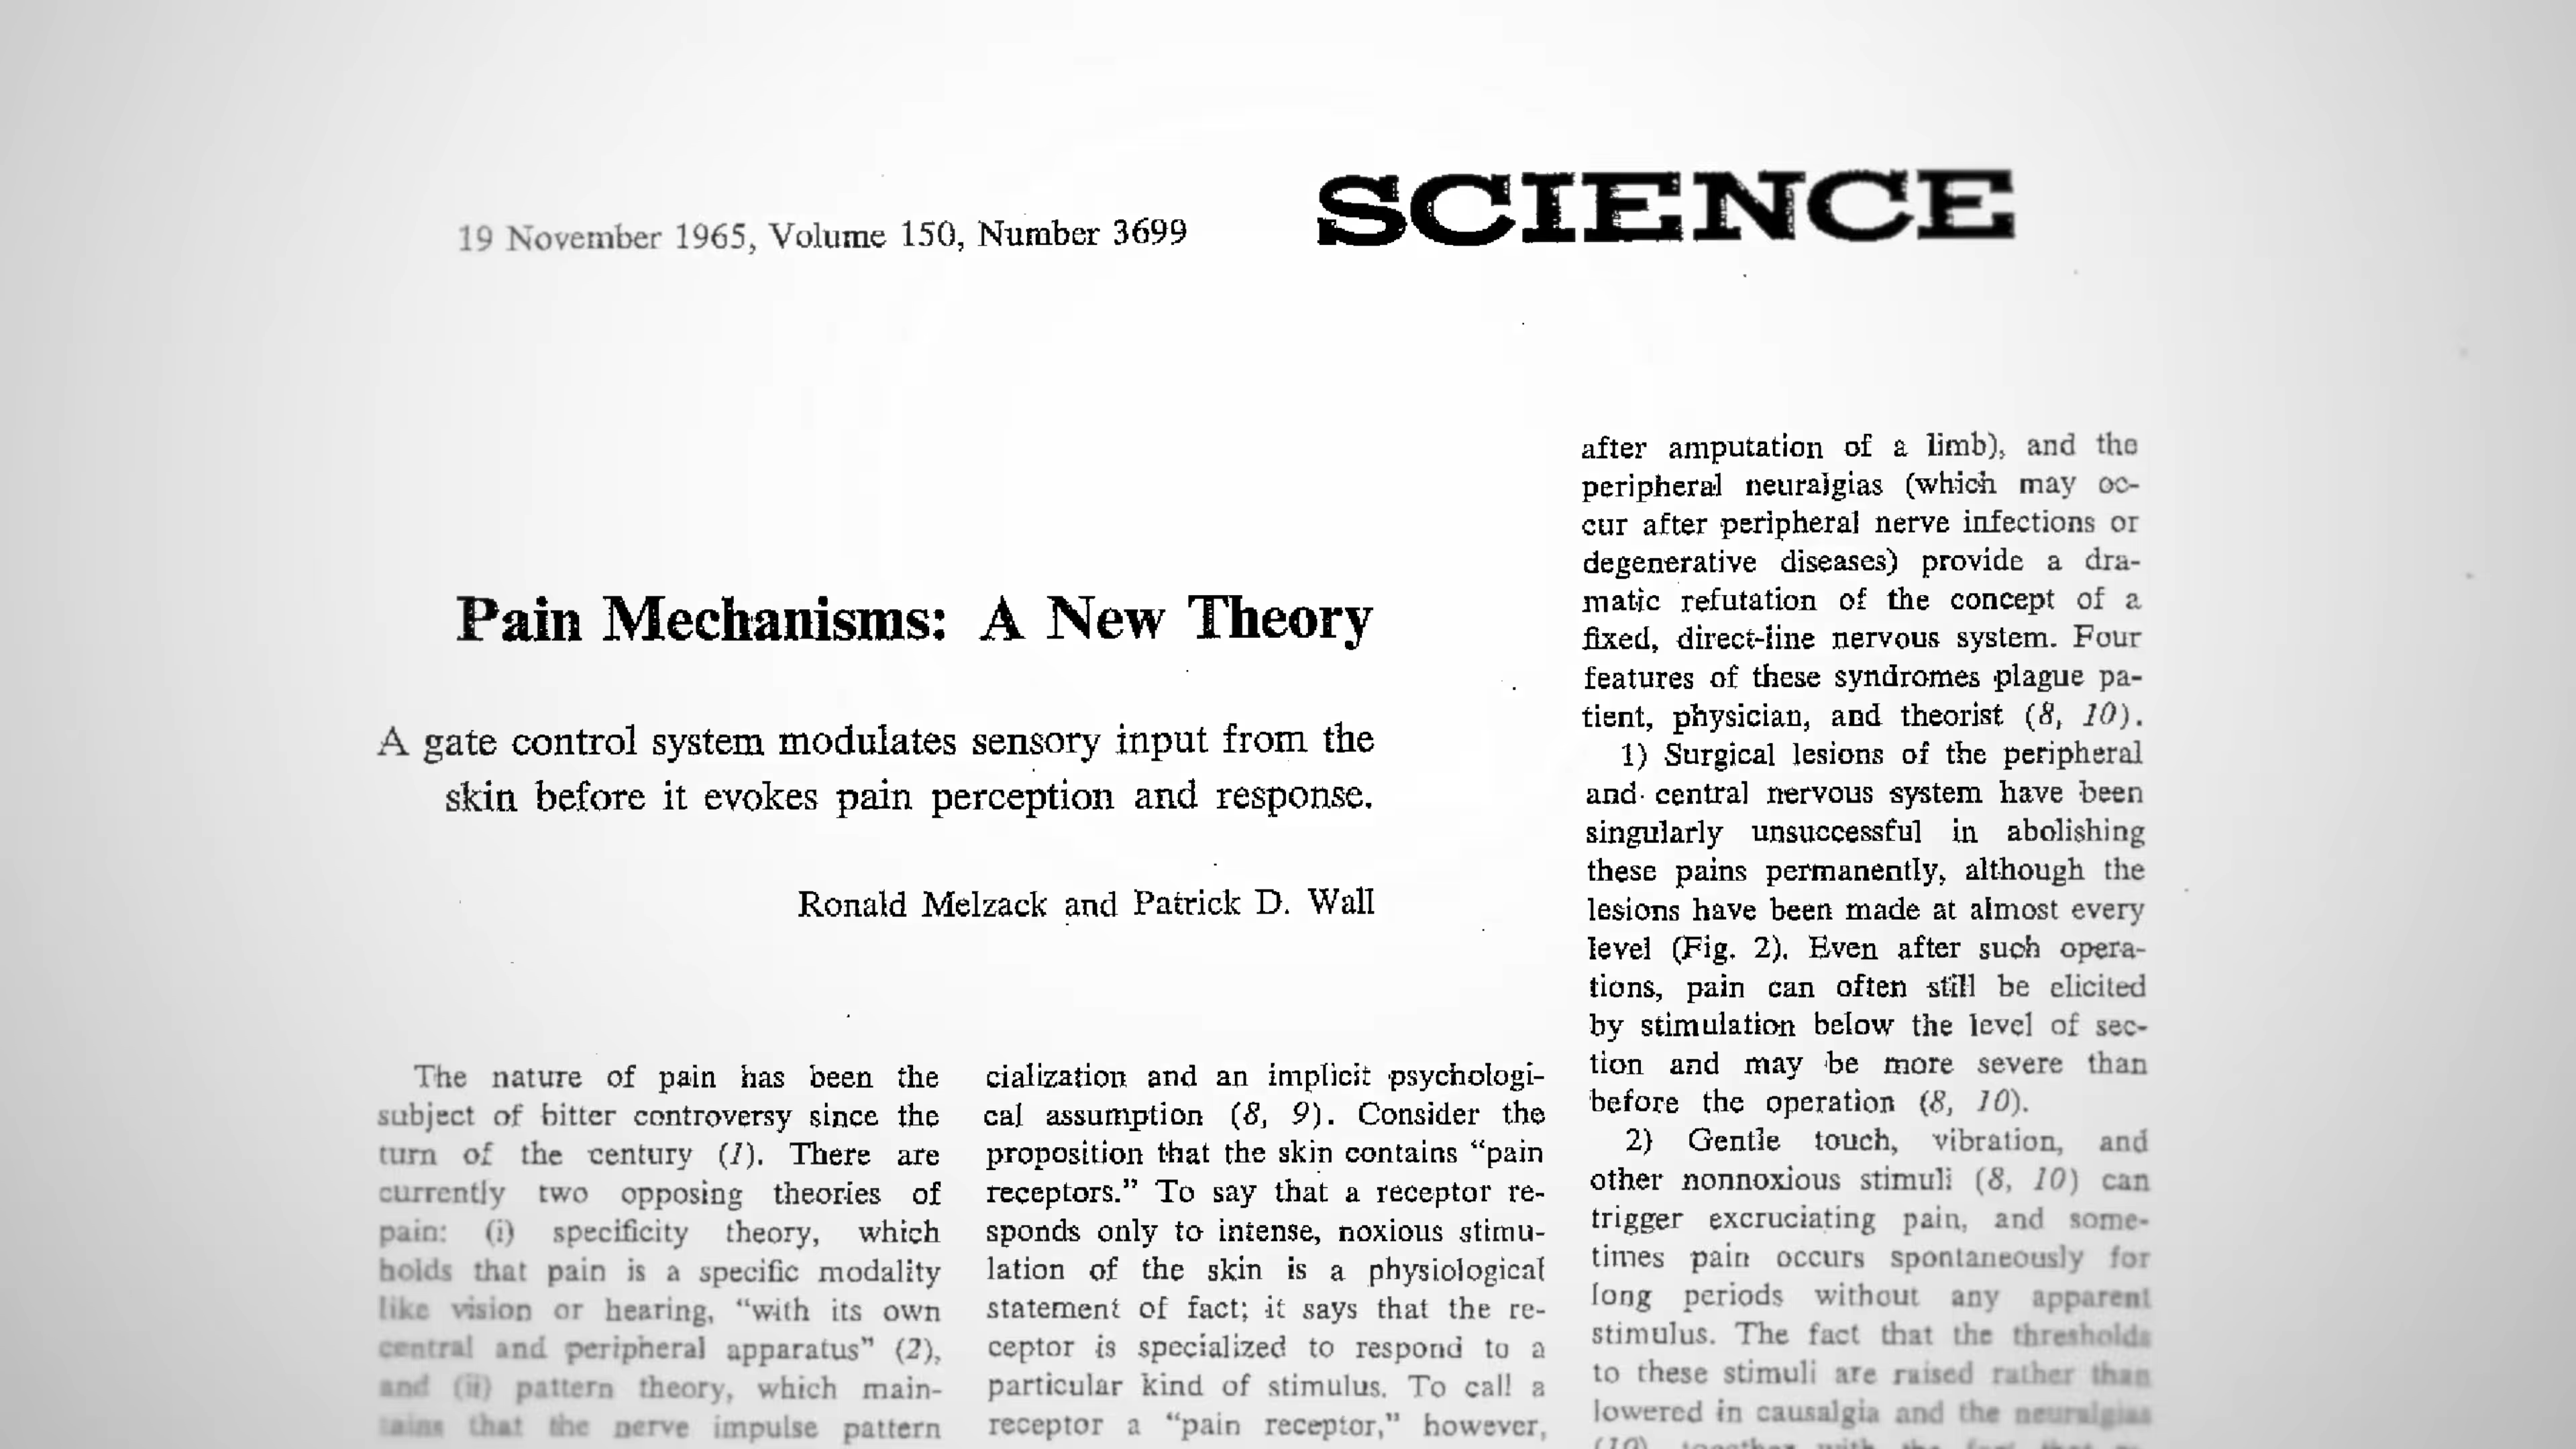 19 November 1965, Volume 150, Number 3699
SCIENCE
Pain Mechanisms: A New Theory
A gate control system modulates sensory input from the
skin before it evokes pain perception and response.
Ronald Melzack and Patrick D. Wall
The nature of pain has been the
subject of bitter controversy since the
turn of the century (1). There are
currently two opposing theories of
pain: (i) specificity theory, which
holds that pain is a specific modality
like vision or hearing, “with its own
central and peripheral apparatus” (2),
and (ii) pattern theory, which main-
tains that the nerve impulse pattern
cialization and an implicit psychologi-
cal assumption (8, 9). Consider the
proposition that the skin contains “pain
receptors.” To say that a receptor re-
sponds only to intense, noxious stimu-
lation of the skin is a physiological
statement of fact; it says that the re-
ceptor is specialized to respond to a
particular kind of stimulus. To call a
receptor a “pain receptor,” however,
after amputation of a limb), and the
peripheral neuralgias (which may oc-
cur after peripheral nerve infections or
degenerative diseases) provide a dra-
matic refutation of the concept of a
fixed, direct-line nervous system. Four
features of these syndromes plague pa-
tient, physician, and theorist (8, 10).
1) Surgical lesions of the peripheral
and central nervous system have been
singularly unsuccessful in abolishing
these pains permanently, although the
lesions have been made at almost every
level (Fig. 2). Even after such opera-
tions, pain can often still be elicited
by stimulation below the level of sec-
tion and may be more severe than
before the operation (8, 10).
2) Gentle touch, vibration, and
other nonnoxious stimuli (8, 10) can
trigger excruciating pain, and some-
times pain occurs spontaneously for
long periods without any apparent
stimulus. The fact that the thresholds
to these stimuli are raised rather than
lowered in causalgia and the neuralgias